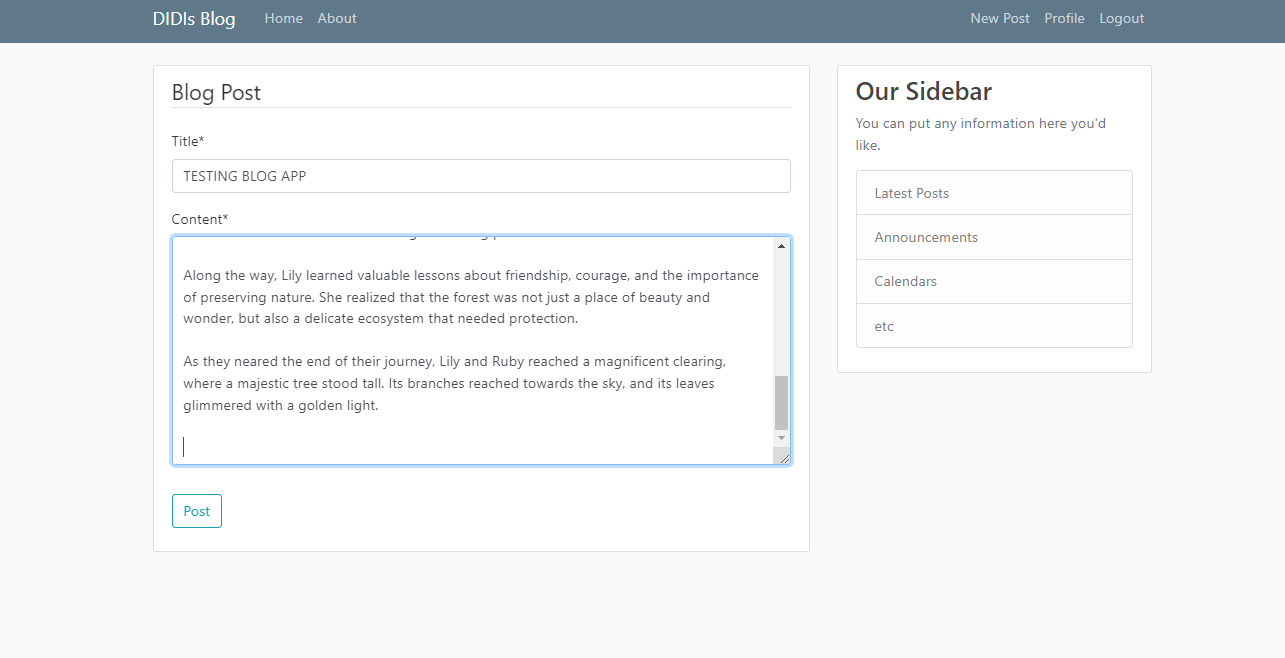 DIDIs Blog Home About New Post Profile Logout
Blog Post
Title*
TESTING BLOG APP
Content*
Along the way, Lily learned valuable lessons about friendship, courage, and the importance
of preserving nature. She realized that the forest was not just a place of beauty and
wonder, but also a delicate ecosystem that needed protection.
As they neared the end of their journey, Lily and Ruby reached a magnificent clearing,
where a majestic tree stood tall. Its branches reached towards the sky, and its leaves
glimmered with a golden light.
Post
Our Sidebar
You can put any information here you'd
like.
Latest Posts
Announcements
Calendars
etc